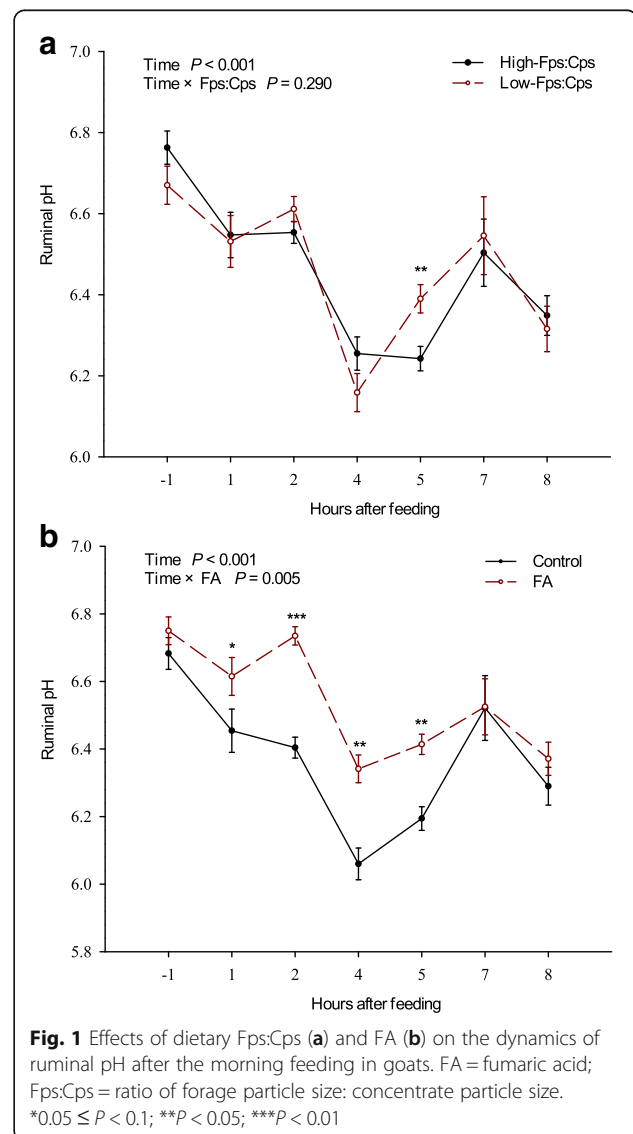 a
7.0
Time P < 0.001
Time × Fps:Cps P = 0.290
High-Fps:Cps
Low-Fps:Cps
6.8
6.6
6.4
6.2
6.0
Ruminal pH
**
-1 1 2 4 5 7 8
Hours after feeding
b
7.0
Time P < 0.001
Time × FA P = 0.005
Control
FA
6.8
6.6
6.4
6.2
6.0
5.8
Ruminal pH
* *** ** **
-1 1 2 4 5 7 8
Hours after feeding
Fig. 1 Effects of dietary Fps:Cps (a) and FA (b) on the dynamics of
ruminal pH after the morning feeding in goats. FA = fumaric acid;
Fps:Cps = ratio of forage particle size: concentrate particle size.
*0.05 ≤ P < 0.1; **P < 0.05; ***P < 0.01